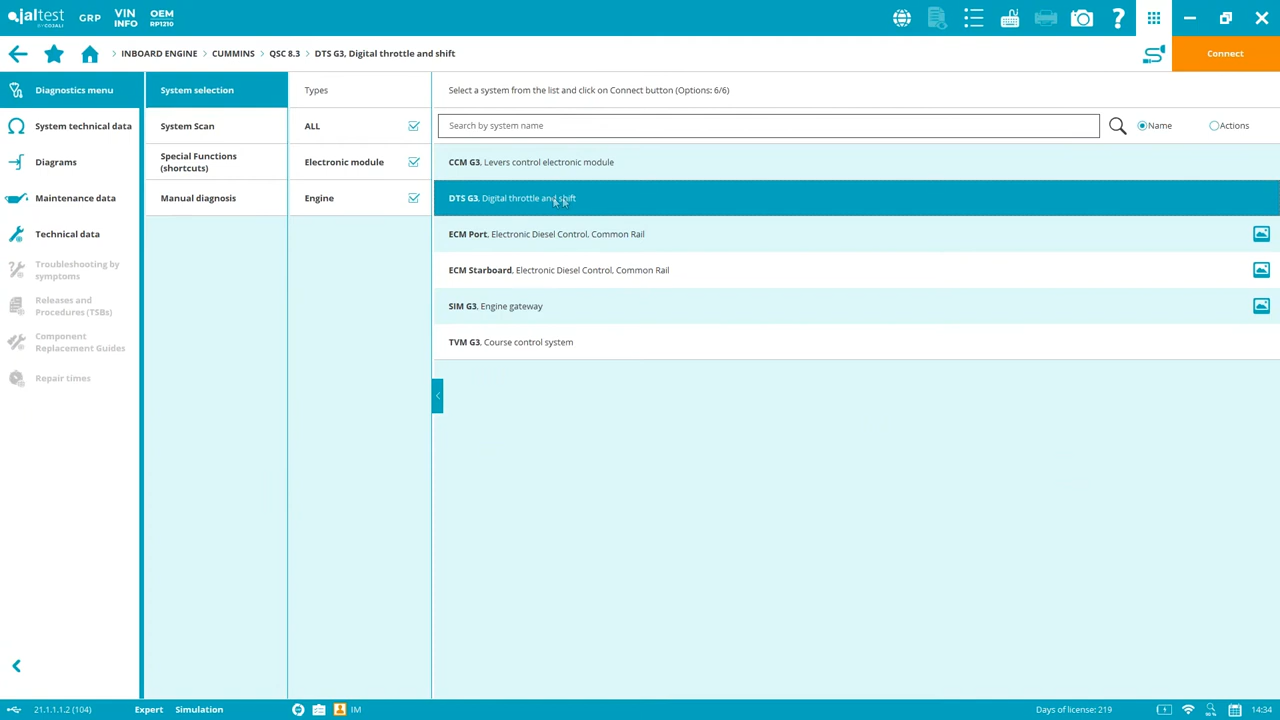 jaltest
BY COJALI
GRP
VIN
INFO
OEM
RP1210
?
> INBOARD ENGINE > CUMMINS > QSC 8.3 > DTS G3, Digital throttle and shift
Connect
Diagnostics menu
System technical data
Diagrams
Maintenance data
Technical data
Troubleshooting by
symptoms
Releases and
Procedures (TSBs)
Component
Replacement Guides
Repair times
System selection
System Scan
Special Functions
(shortcuts)
Manual diagnosis
Types
ALL
Electronic module
Engine
Select a system from the list and click on Connect button (Options: 6/6)
Search by system name
Name
Actions
CCM G3, Levers control electronic module
DTS G3, Digital throttle and shift
ECM Port, Electronic Diesel Control, Common Rail
ECM Starboard, Electronic Diesel Control, Common Rail
SIM G3, Engine gateway
TVM G3, Course control system
21.1.1.1.2 (104)
Expert
Simulation
IM
Days of license: 219
14:34